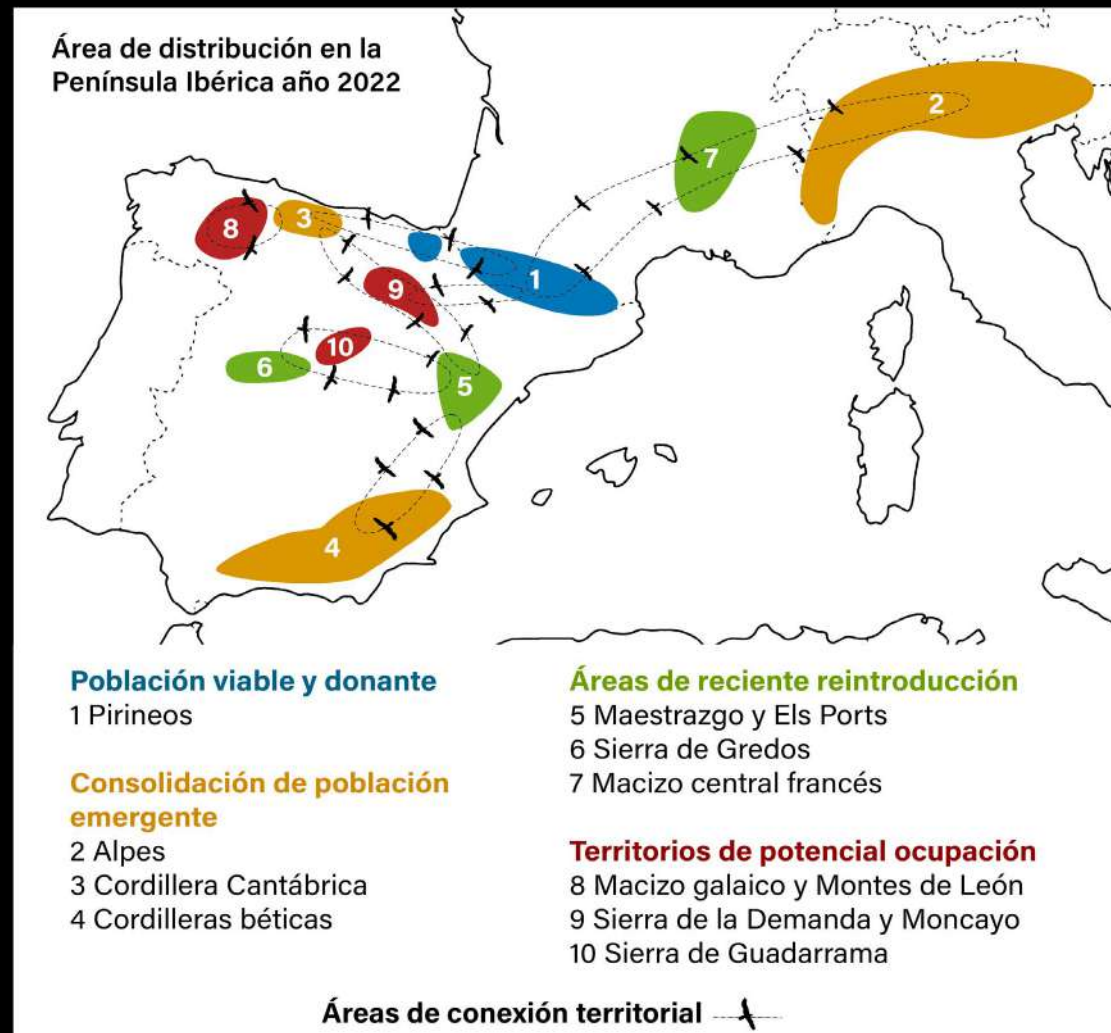 Área de distribución en la
Península Ibérica año 2022
2
7
8
3
1
9
10
6
5
4
Población viable y donante
1 Pirineos
Consolidación de población
emergente
2 Alpes
3 Cordillera Cantábrica
4 Cordilleras béticas
Áreas de reciente reintroducción
5 Maestrazgo y Els Ports
6 Sierra de Gredos
7 Macizo central francés
Territorios de potencial ocupación
8 Macizo galaico y Montes de León
9 Sierra de la Demanda y Moncayo
10 Sierra de Guadarrama
Áreas de conexión territorial